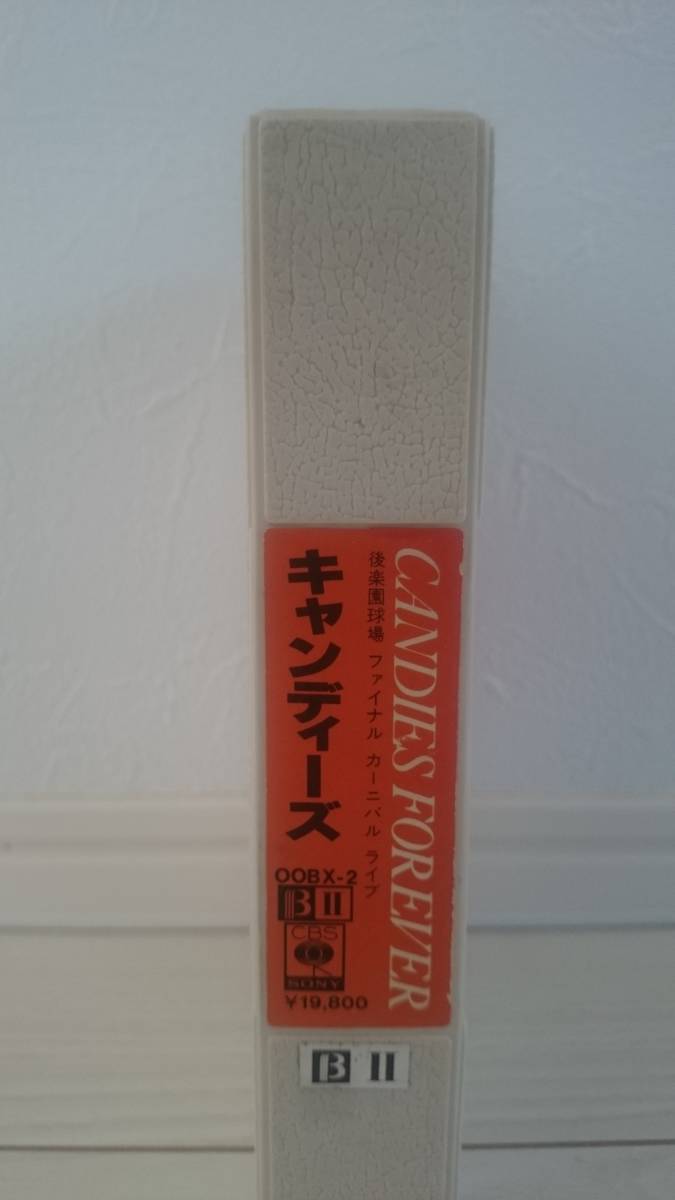 CANDIES FOREVER
後楽園球場 ファイナル カーニバル ライブ
キャンディーズ
OOBX-2
β II
CBS
SONY
¥19,800
β II